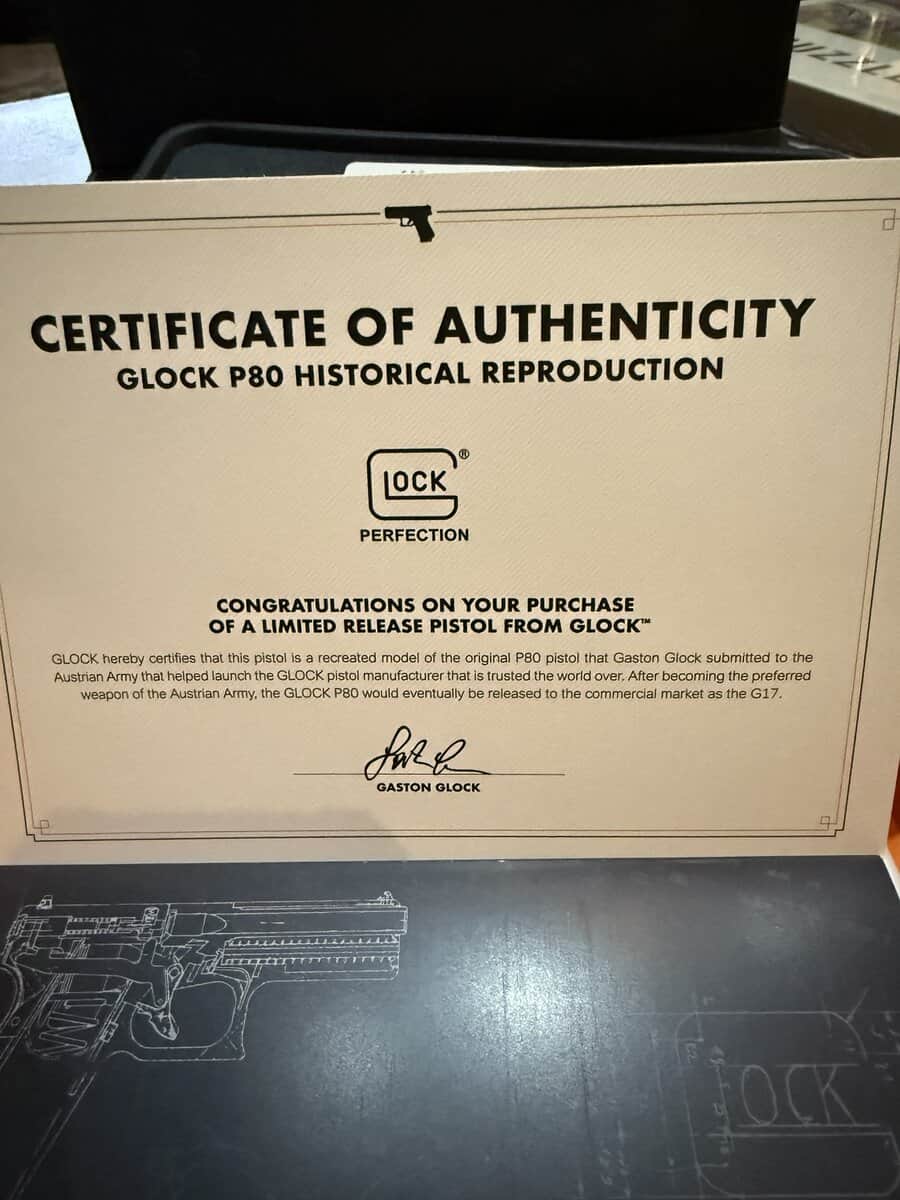 CERTIFICATE OF AUTHENTICITY
GLOCK P80 HISTORICAL REPRODUCTION
GLOCK®
PERFECTION
CONGRATULATIONS ON YOUR PURCHASE
OF A LIMITED RELEASE PISTOL FROM GLOCK™
GLOCK hereby certifies that this pistol is a recreated model of the original P80 pistol that Gaston Glock submitted to the
Austrian Army that helped launch the GLOCK pistol manufacturer that is trusted the world over. After becoming the preferred
weapon of the Austrian Army, the GLOCK P80 would eventually be released to the commercial market as the G17.
GASTON GLOCK
GLOCK